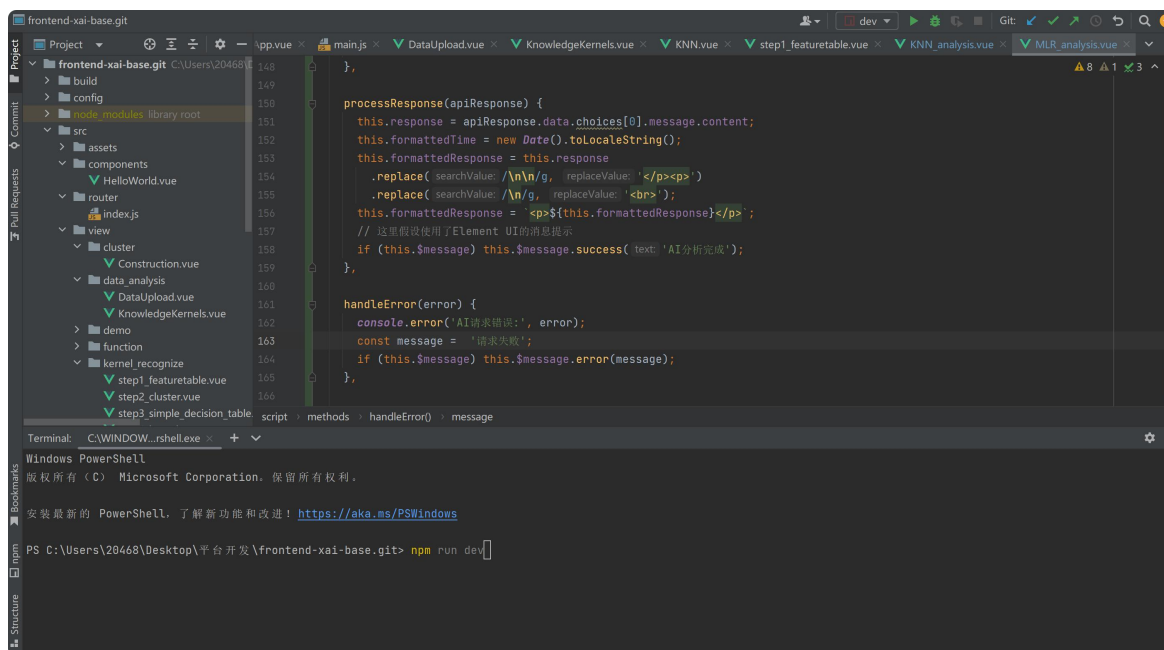 frontend-xai-base.git
dev
Git:
Project
App.vue
main.js
DataUpload.vue
KnowledgeKernels.vue
KNN.vue
step1_featuretable.vue
KNN_analysis.vue
MLR_analysis.vue
Project
Commit
Pull Requests
frontend-xai-base.git C:\Users\20468\
build
config
node_modules library root
src
assets
components
HelloWorld.vue
router
index.js
view
cluster
Construction.vue
data_analysis
DataUpload.vue
KnowledgeKernels.vue
demo
function
kernel_recognize
step1_featuretable.vue
step2_cluster.vue
step3_simple_decision_table.
8 1 3
148 },
149
150 processResponse(apiResponse) {
151 this.response = apiResponse.data.choices[0].message.content;
152 this.formattedTime = new Date().toLocaleString();
153 this.formattedResponse = this.response
154 .replace( searchValue: /\n\n/g, replaceValue: '</p><p>')
155 .replace( searchValue: /\n/g, replaceValue: '<br>');
156 this.formattedResponse = `<p>${this.formattedResponse}</p>`;
157 // 这里假设使用了Element UI的消息提示
158 if (this.$message) this.$message.success( text: 'AI分析完成');
159 },
160
161 handleError(error) {
162 console.error('AI请求错误:', error);
163 const message = '请求失败';
164 if (this.$message) this.$message.error(message);
165 },
166
script methods handleError() message
Terminal: C:\WINDOW...rshell.exe
Windows PowerShell
版权所有（C） Microsoft Corporation。保留所有权利。
安装最新的 PowerShell，了解新功能和改进！https://aka.ms/PSWindows
PS C:\Users\20468\Desktop\平台开发\frontend-xai-base.git> npm run dev
Bookmarks
npm
Structure